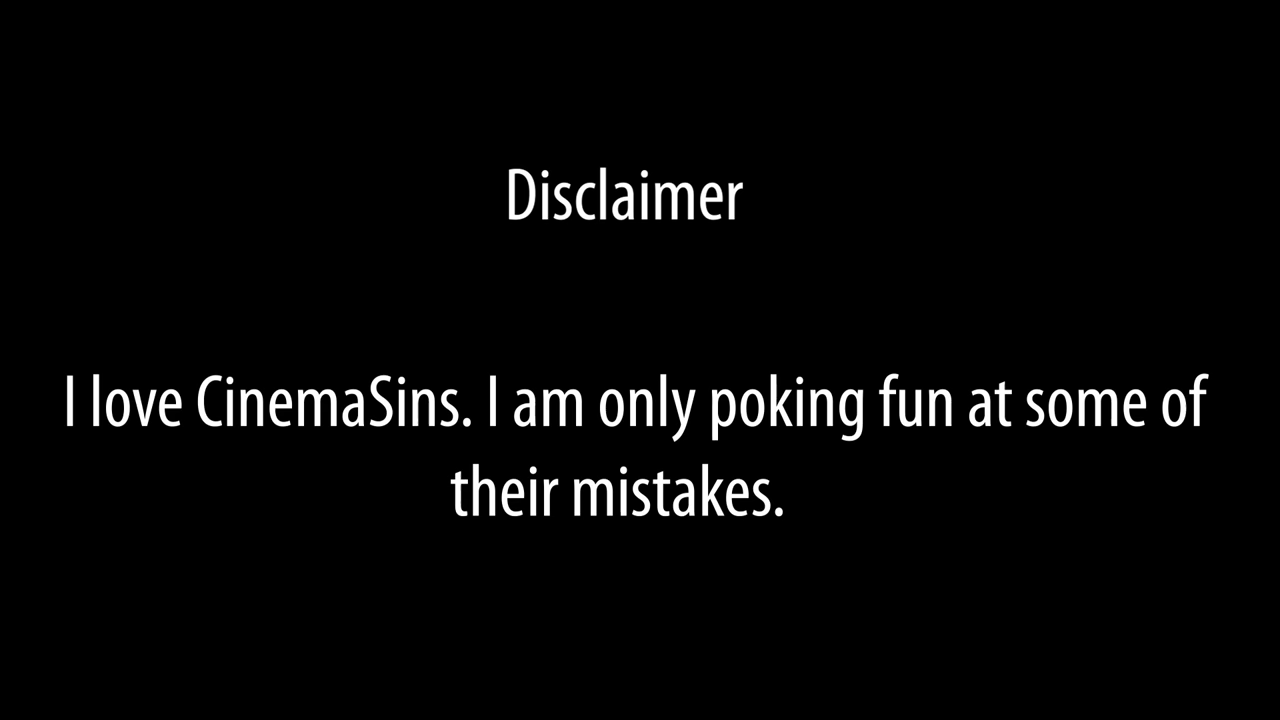 Disclaimer
I love CinemaSins. I am only poking fun at some of
their mistakes.